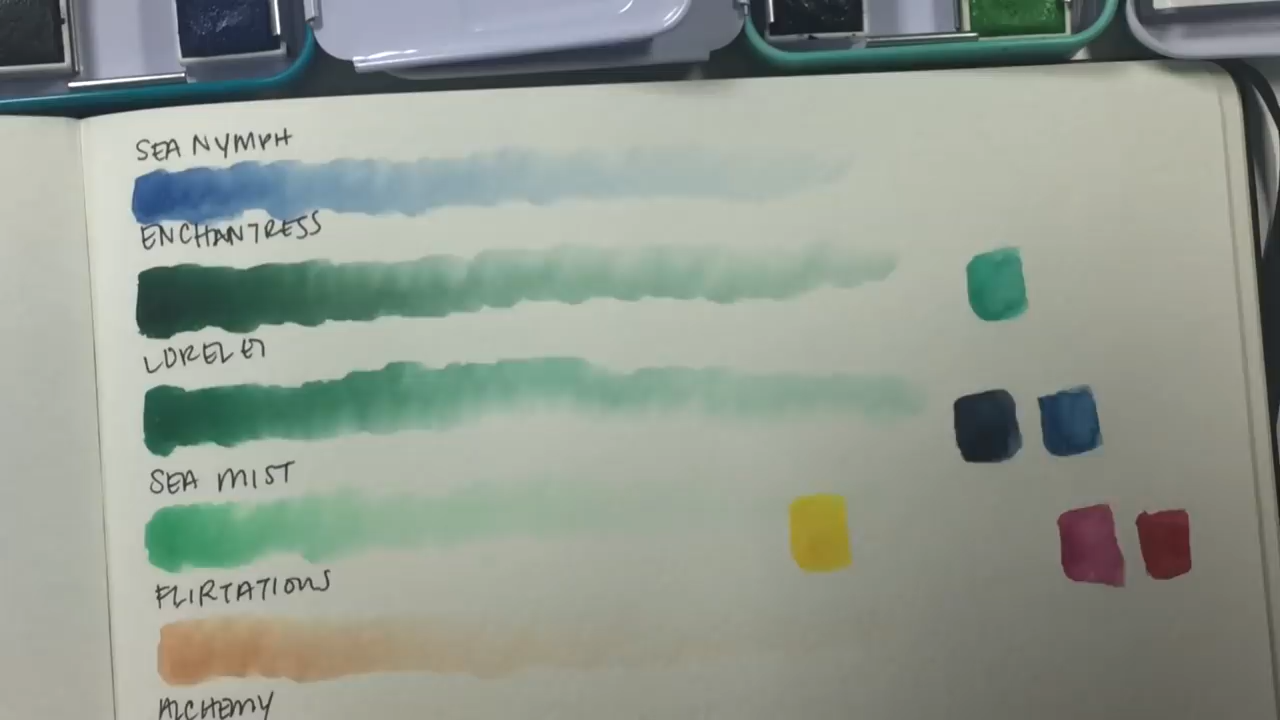 SEA NYMPH
ENCHANTRESS
LORELEI
SEA MIST
FLIRTATIONS
ALCHEMY